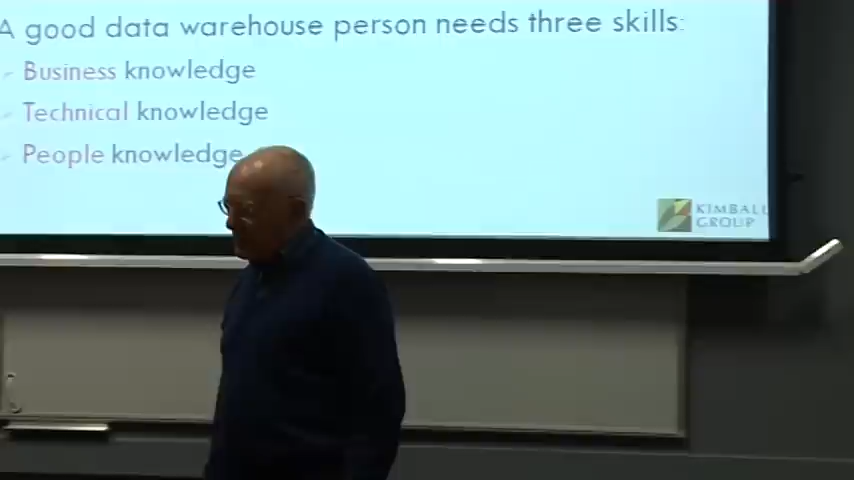 A good data warehouse person needs three skills:
Business knowledge
Technical knowledge
People knowledge
KIMBALL
GROUP